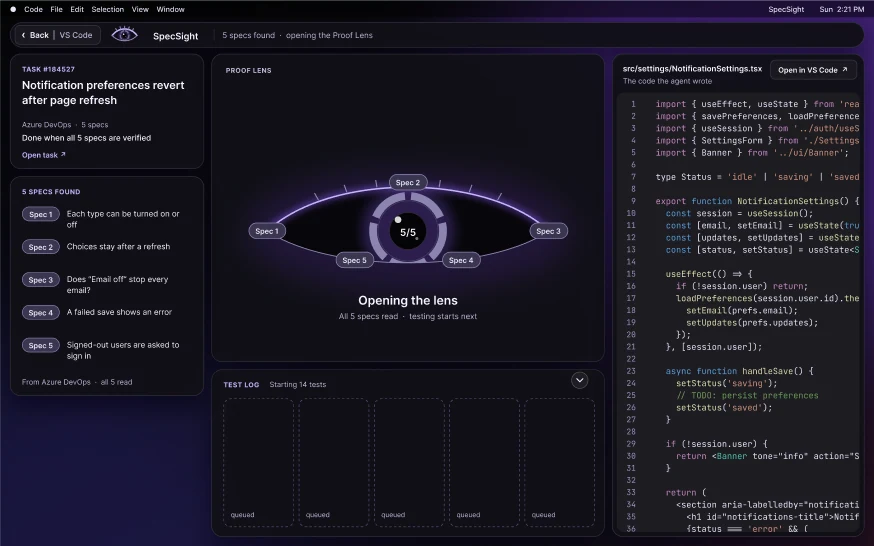 Code File Edit Selection View Window SpecSight Sun 2:21 PM
‹ Back | VS Code SpecSight 5 specs found · opening the Proof Lens
TASK #184527
Notification preferences revert
after page refresh
Azure DevOps · 5 specs
Done when all 5 specs are verified
Open task ↗
5 SPECS FOUND
Spec 1 Each type can be turned on or
off
Spec 2 Choices stay after a refresh
Spec 3 Does "Email off" stop every
email?
Spec 4 A failed save shows an error
Spec 5 Signed-out users are asked to
sign in
From Azure DevOps · all 5 read
PROOF LENS
Spec 2
Spec 1
5/5
Spec 3
Spec 5
Spec 4
Opening the lens
All 5 specs read · testing starts next
TEST LOG Starting 14 tests
queued queued queued queued queued
src/settings/NotificationSettings.tsx
The code the agent wrote
Open in VS Code ↗
1 import { useEffect, useState } from 'rea
2 import { savePreferences, loadPreference
3 import { useSession } from '../auth/useS
4 import { SettingsForm } from './Settings
5 import { Banner } from '../ui/Banner';
6
7 type Status = 'idle' | 'saving' | 'saved
8
9 export function NotificationSettings() {
10 const session = useSession();
11 const [email, setEmail] = useState(tru
12 const [updates, setUpdates] = useState
13 const [status, setStatus] = useState<S
14
15 useEffect(() => {
16 if (!session.user) return;
17 loadPreferences(session.user.id).the
18 setEmail(prefs.email);
19 setUpdates(prefs.updates);
20 });
21 }, [session.user]);
22
23 async function handleSave() {
24 setStatus('saving');
25 // TODO: persist preferences
26 setStatus('saved');
27 }
28
29 if (!session.user) {
30 return <Banner tone="info" action="S
31 }
32
33 return (
34 <section aria-labelledby="notificati
35 <h1 id="notifications-title">Notif
36 {status === 'error' && (